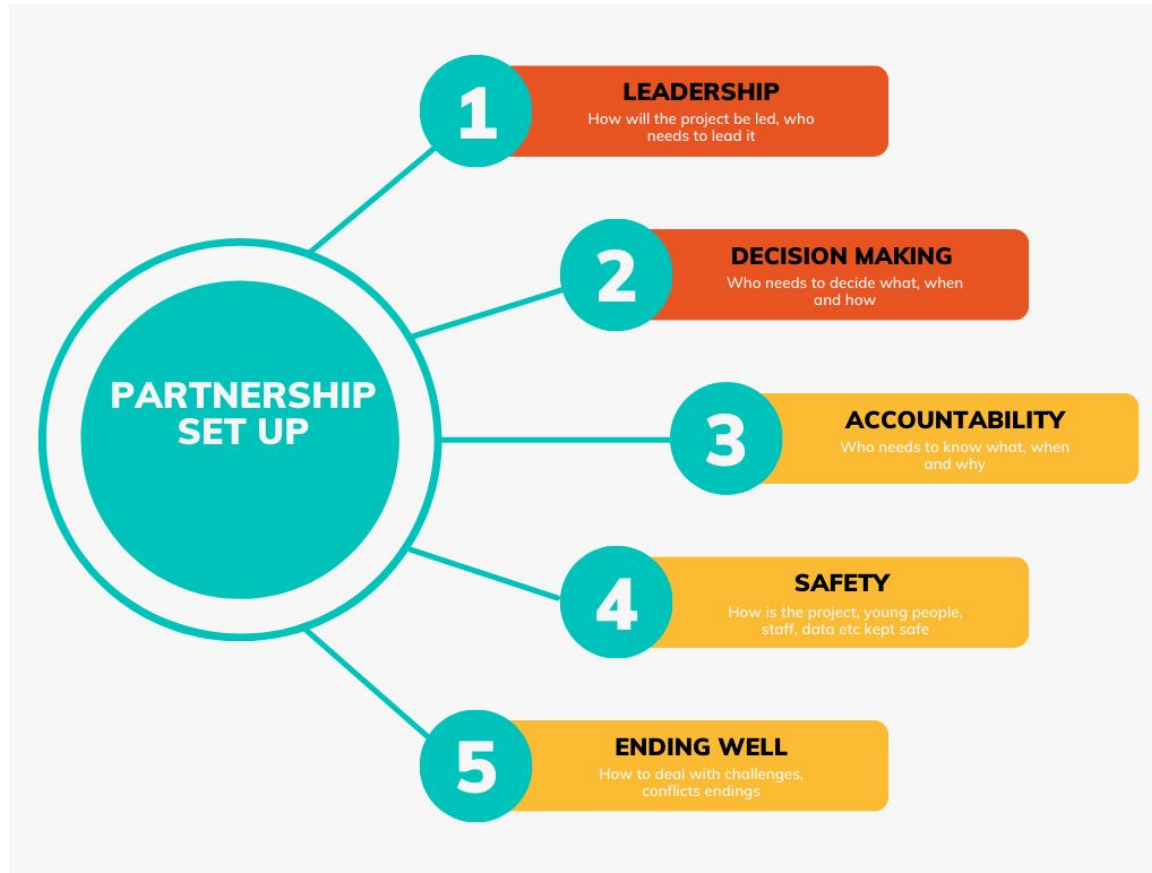 PARTNERSHIP
SET UP
1
LEADERSHIP
How will the project be led, who
needs to lead it
2
DECISION MAKING
Who needs to decide what, when
and how
3
ACCOUNTABILITY
Who needs to know what, when
and why
4
SAFETY
How is the project, young people,
staff, data etc kept safe
5
ENDING WELL
How to deal with challenges,
conflicts endings